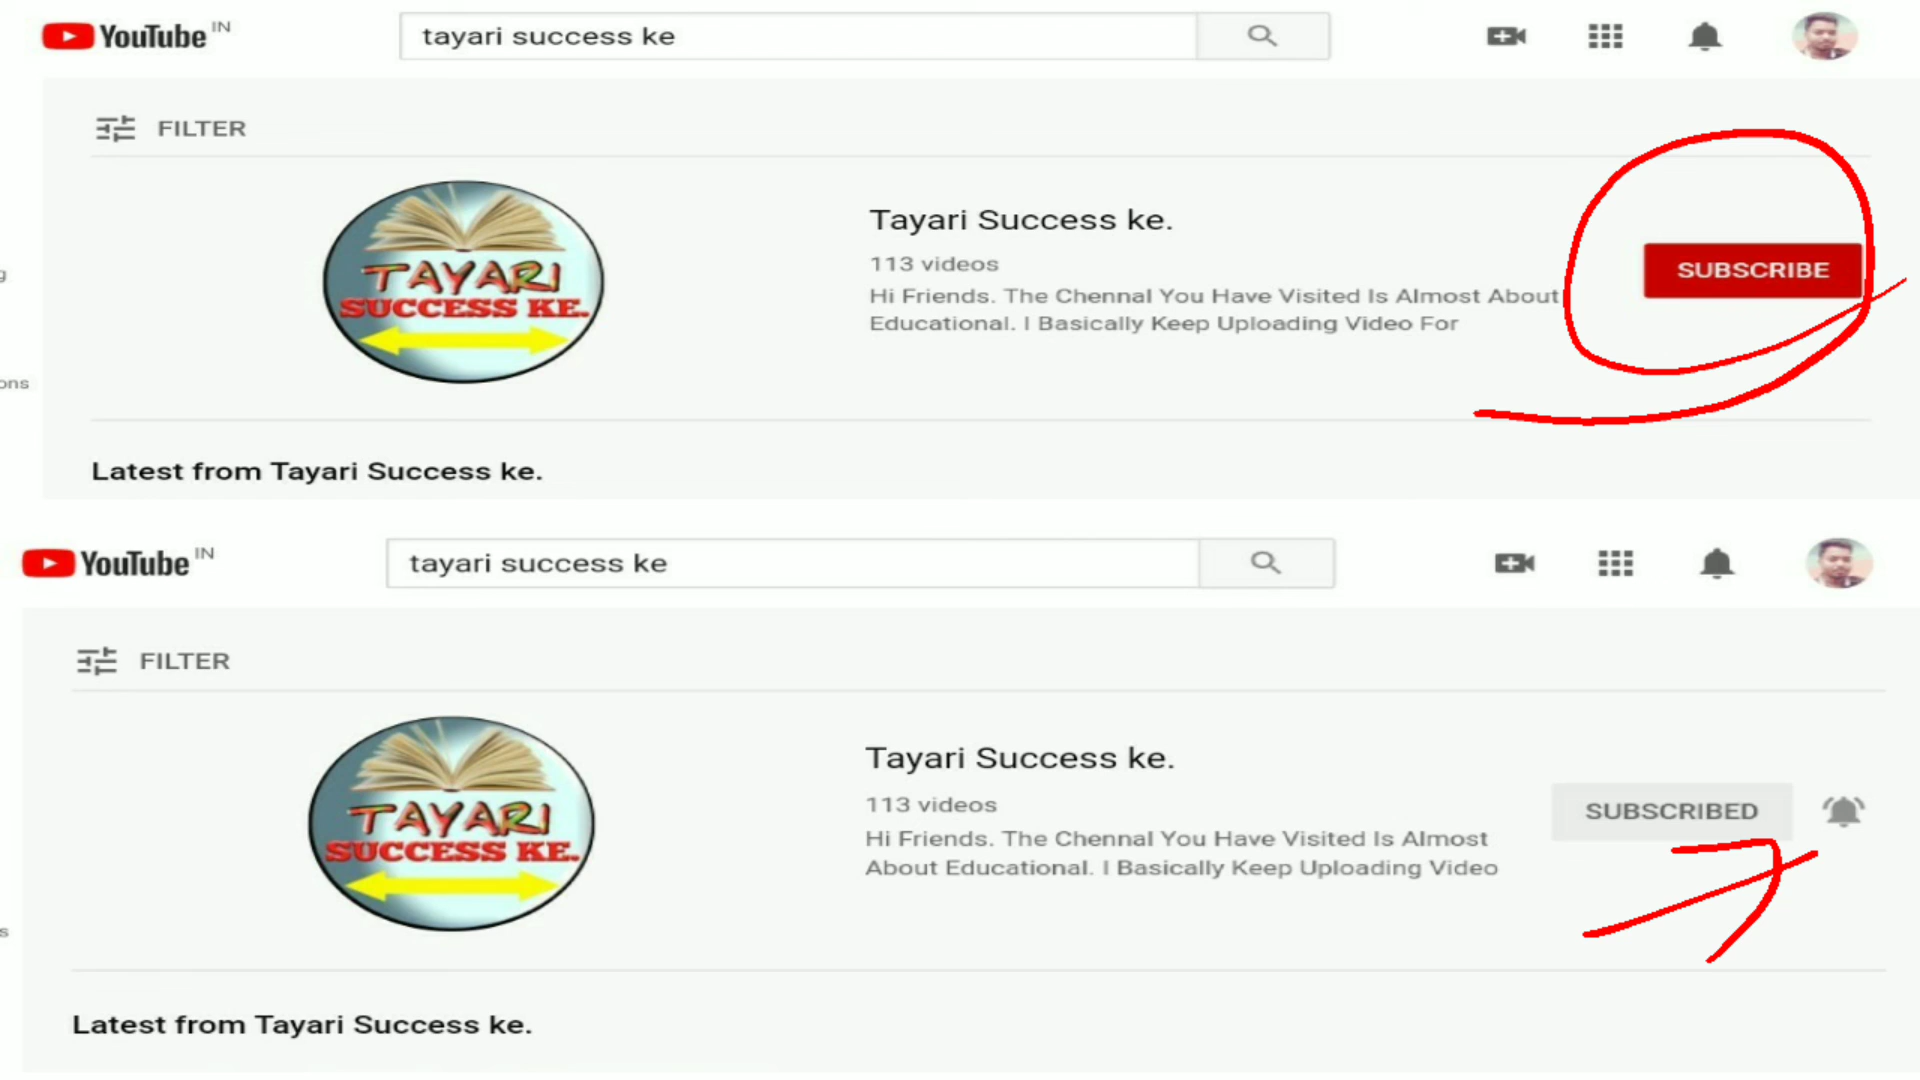 YouTube IN
tayari success ke
FILTER
TAYARI
SUCCESS KE.
Tayari Success ke.
113 videos
Hi Friends. The Chennal You Have Visited Is Almost About
Educational. I Basically Keep Uploading Video For
SUBSCRIBE
ons
Latest from Tayari Success ke.
YouTube IN
tayari success ke
FILTER
TAYARI
SUCCESS KE.
Tayari Success ke.
113 videos
Hi Friends. The Chennal You Have Visited Is Almost
About Educational. I Basically Keep Uploading Video
SUBSCRIBED
s
Latest from Tayari Success ke.